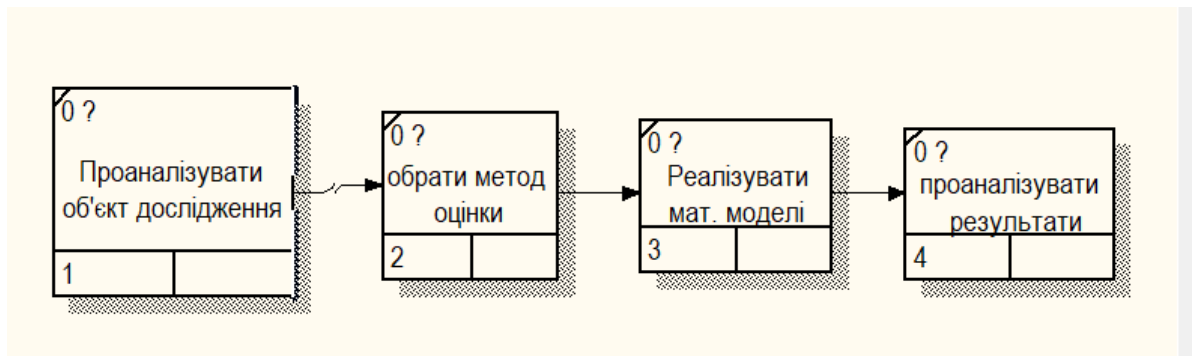 0 ?
Проаналізувати
об'єкт дослідження
1
0 ?
обрати метод
оцінки
2
0 ?
Реалізувати
мат. моделі
3
0 ?
проаналізувати
результати
4